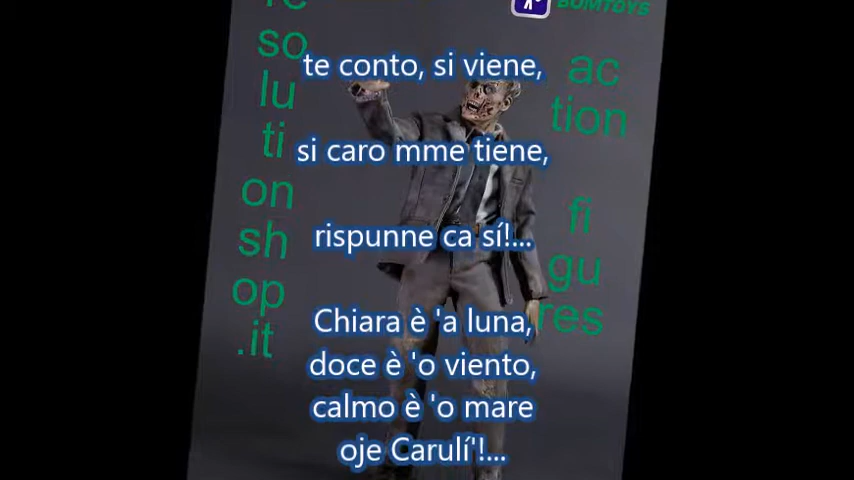 re
so
lu
ti
on
sh
op
.it
BOMTOYS
ac
tion
fi
gu
res
te conto, si viene,
si caro mme tiene,
rispunne ca sí!...
Chiara è 'a luna,
doce è 'o viento,
calmo è 'o mare
oje Carulí'!...